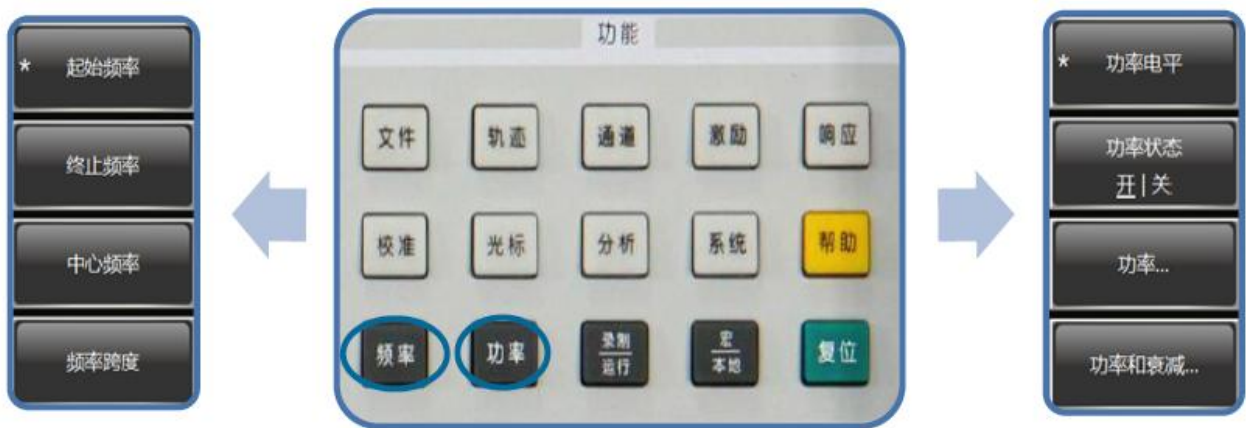 * 起始频率
终止频率
中心频率
频率跨度
功能
文件 轨迹 通道 激励 响应
校准 光标 分析 系统 帮助
频率 功率 录制 宏 复位
运行 本地
* 功率电平
功率状态
开|关
功率...
功率和衰减...